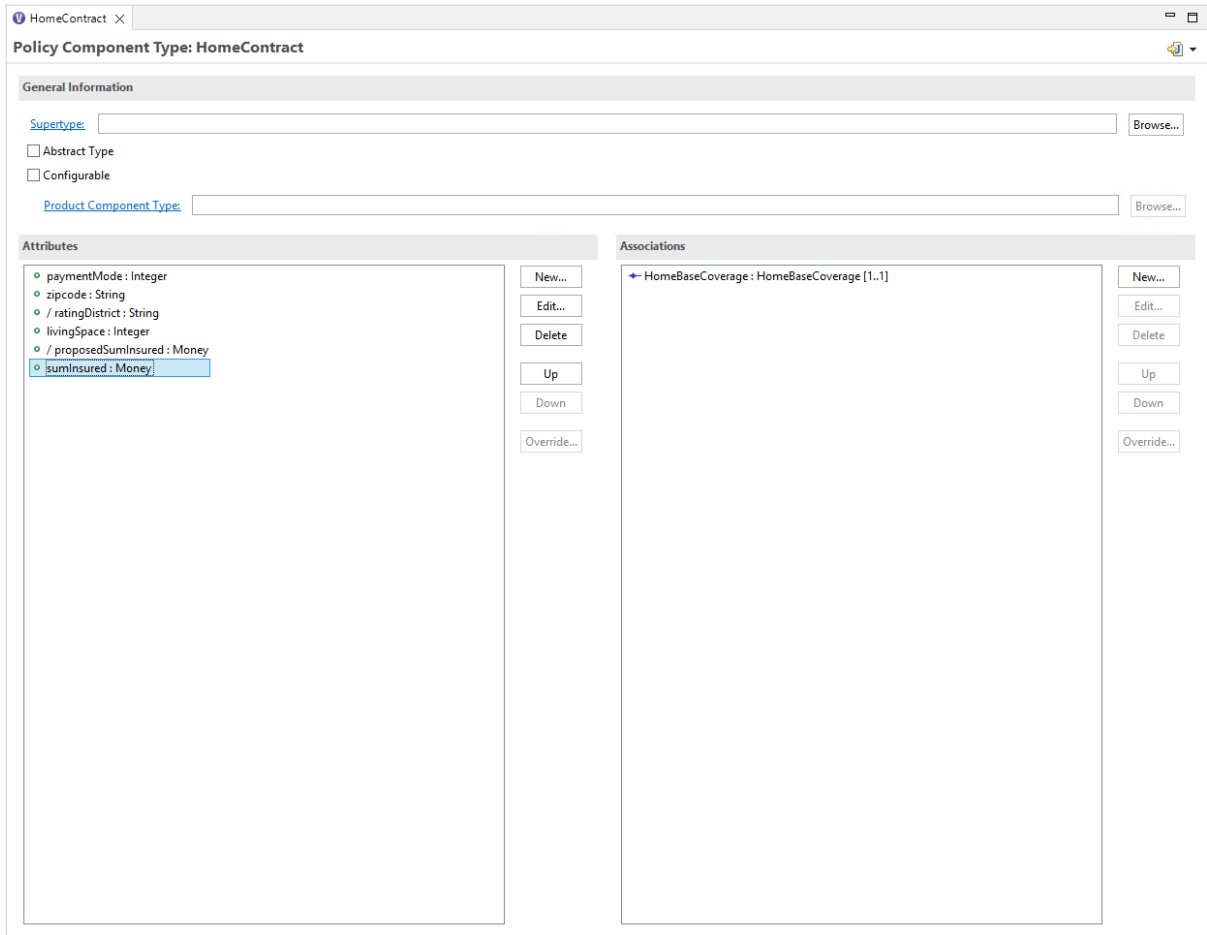 HomeContract
Policy Component Type: HomeContract
General Information
Supertype:
Browse...
Abstract Type
Configurable
Product Component Type:
Browse...
Attributes
paymentMode : Integer
zipcode : String
/ ratingDistrict : String
livingSpace : Integer
/ proposedSumInsured : Money
sumInsured : Money
New...
Edit...
Delete
Up
Down
Override...
Associations
HomeBaseCoverage : HomeBaseCoverage [1..1]
New...
Edit...
Delete
Up
Down
Override...